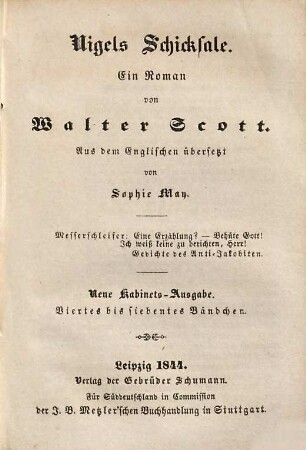 Nigels Schicksale.
Ein Roman
von
Walter Scott.
Aus dem Englischen übersetzt
von
Sophie May.
Messerschleifer: Eine Erzählung? – Behüte Gott!
Ich weiß keine zu berichten, Herr!
Gedichte des Anti-Jakobiten.
Neue Kabinets-Ausgabe.
Viertes bis siebentes Bändchen.
Leipzig 1844.
Verlag der Gebrüder Schumann.
Für Süddeutschland in Commission
der J. B. Metzler'schen Buchhandlung in Stuttgart.